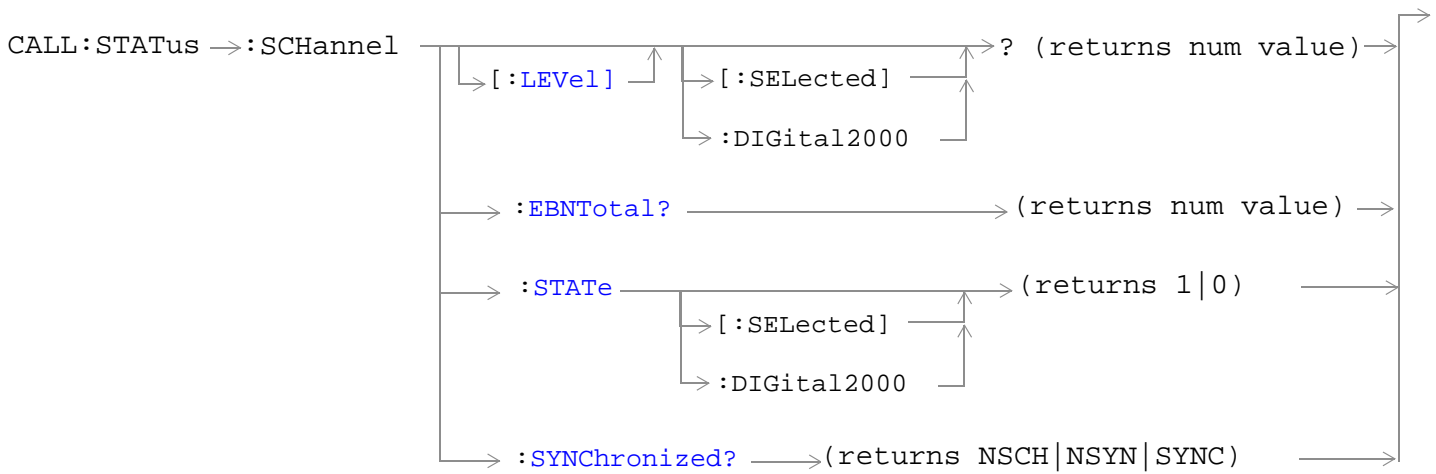 CALL:STATus :SCHannel ? (returns num value)
[:LEVel] [:SELected]
:DIGital2000
:EBNTotal? (returns num value)
:STATe (returns 1|0)
[:SELected]
:DIGital2000
:SYNChronized? (returns NSCH|NSYN|SYNC)